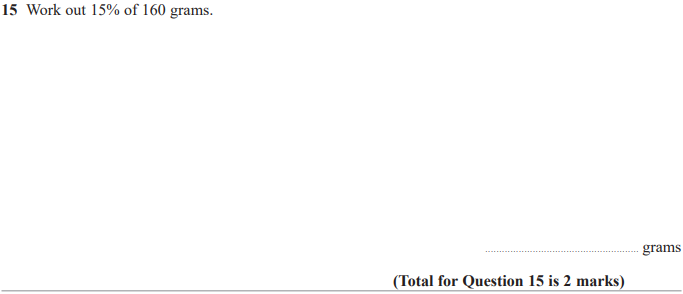 15 Work out 15% of 160 grams.
........................................................ grams
(Total for Question 15 is 2 marks)